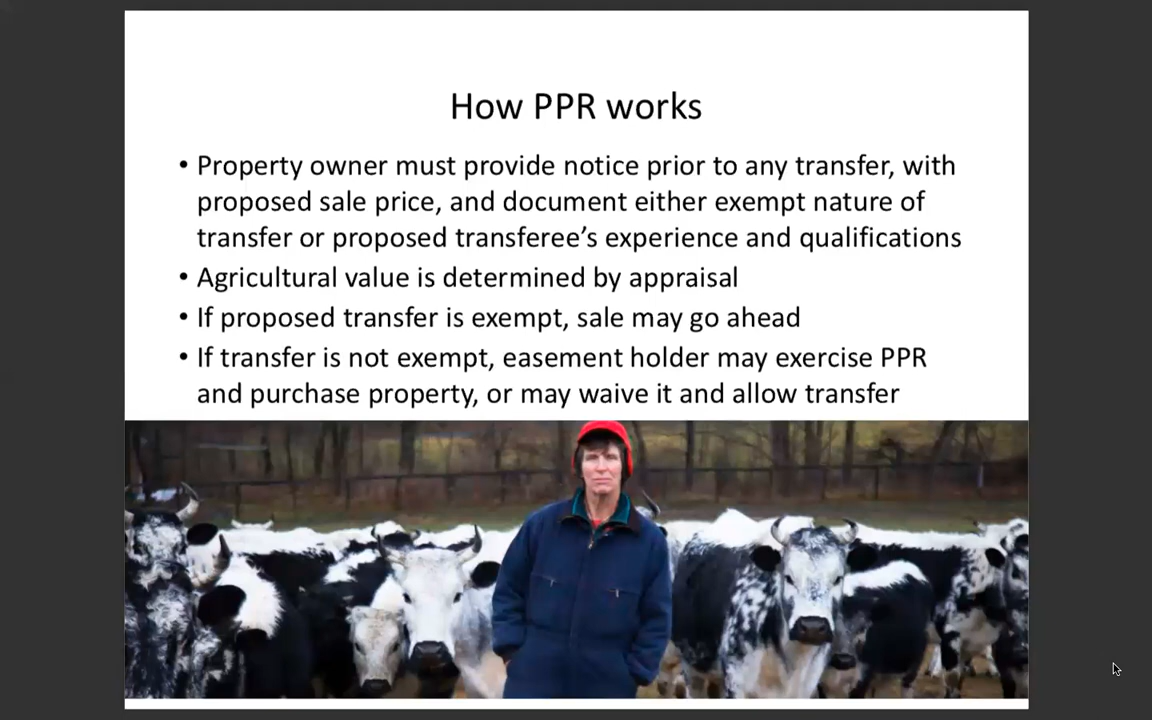 How PPR works
• Property owner must provide notice prior to any transfer, with
proposed sale price, and document either exempt nature of
transfer or proposed transferee’s experience and qualifications
• Agricultural value is determined by appraisal
• If proposed transfer is exempt, sale may go ahead
• If transfer is not exempt, easement holder may exercise PPR
and purchase property, or may waive it and allow transfer